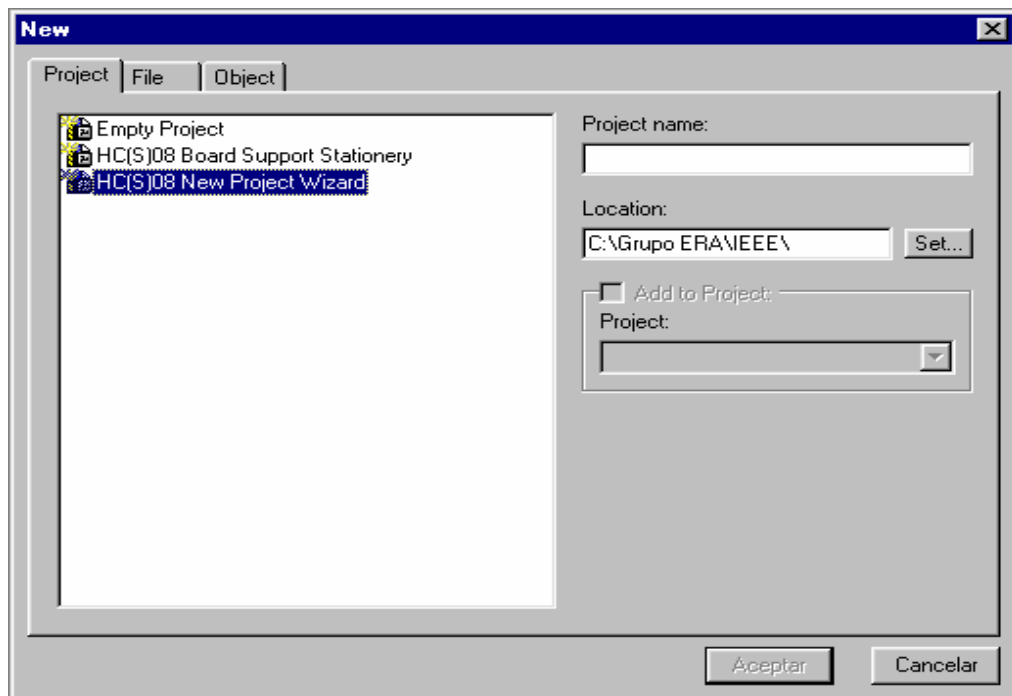 New
Project File Object
Empty Project
HC(S)08 Board Support Stationery
HC(S)08 New Project Wizard
Project name:
Location:
C:\Grupo ERA\IEEE\ Set...
Add to Project:
Project:
Aceptar Cancelar